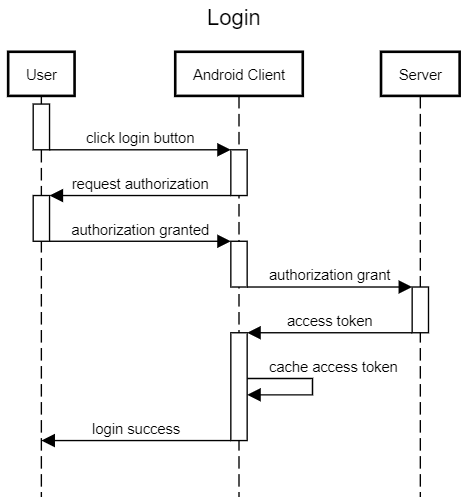 Login
User
Android Client
Server
click login button
request authorization
authorization granted
authorization grant
access token
cache access token
login success